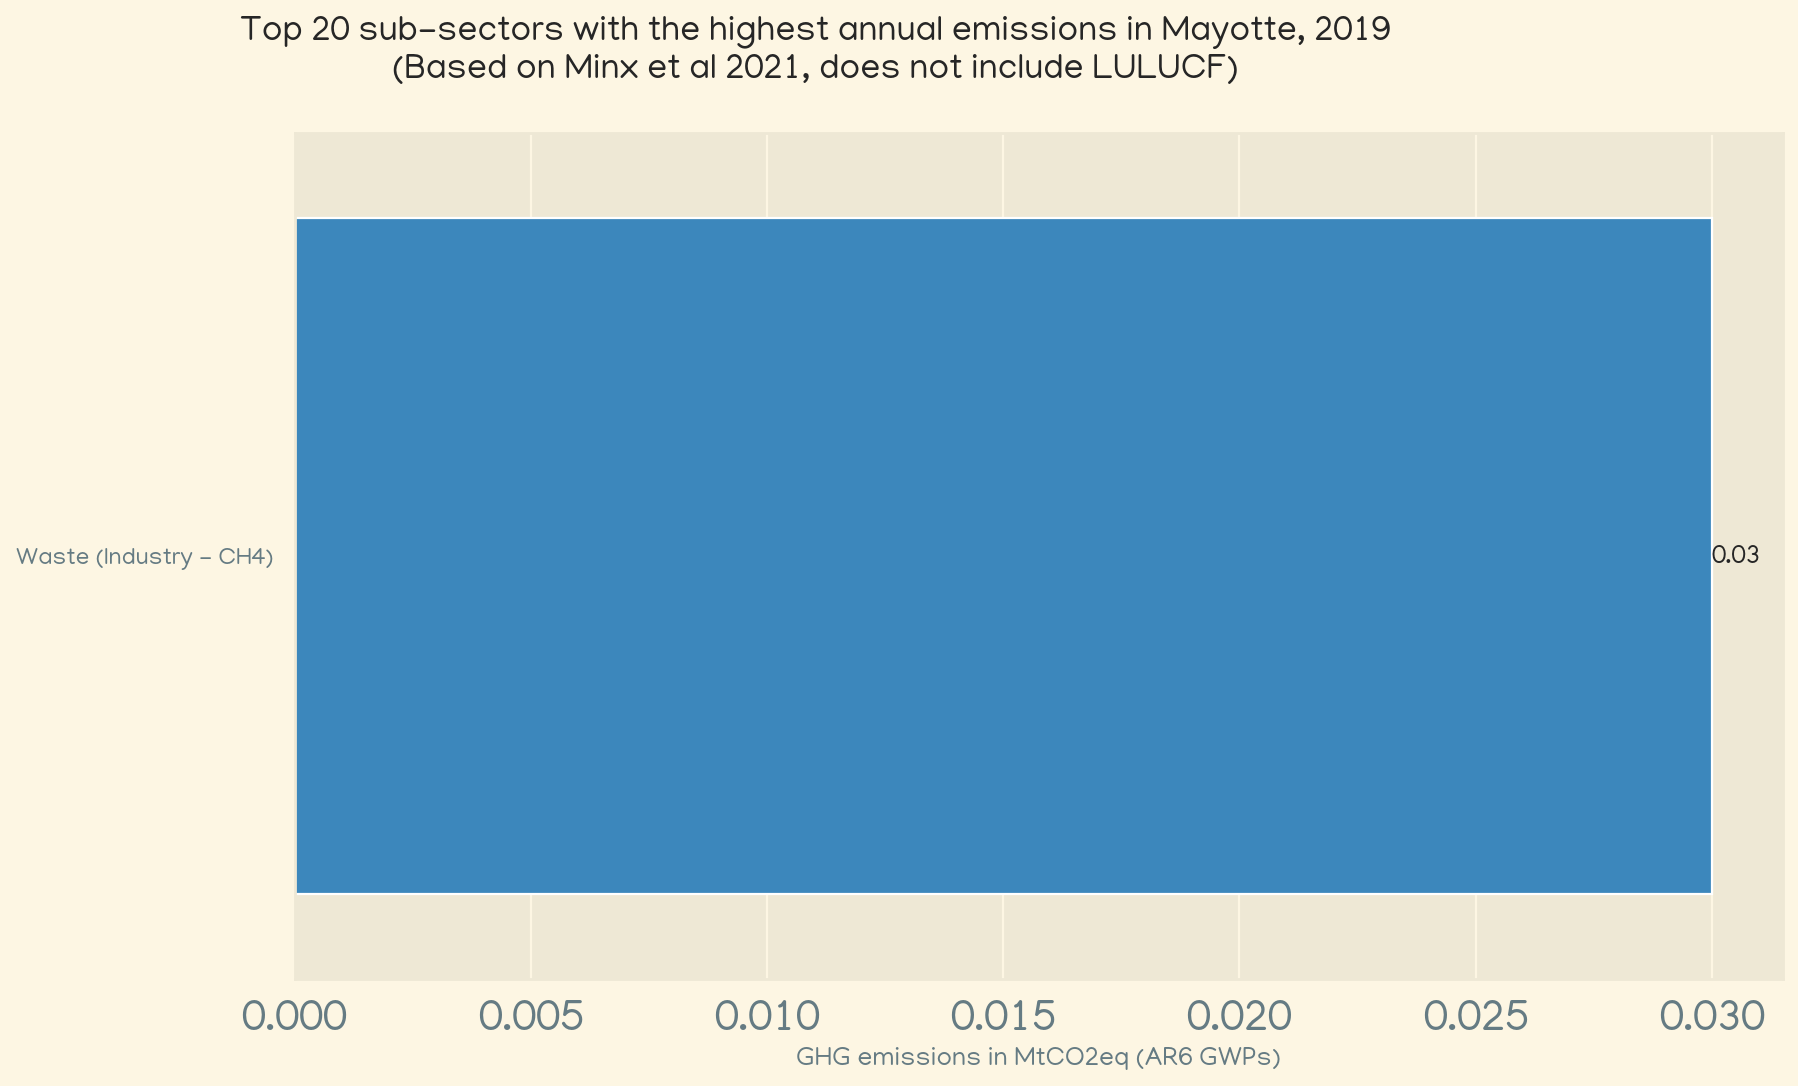 Top 20 sub-sectors with the highest annual emissions in Mayotte, 2019
(Based on Minx et al 2021, does not include LULUCF)
Waste (Industry - CH4)
0.03
0.000 0.005 0.010 0.015 0.020 0.025 0.030
GHG emissions in MtCO2eq (AR6 GWPs)